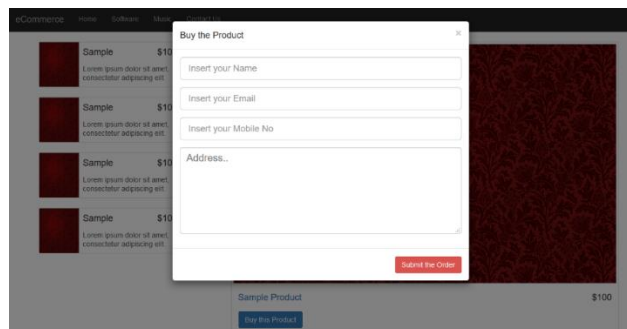 eCommerce Home Software Music Contact Us
Buy the Product ×
Insert your Name
Insert your Email
Insert your Mobile No
Address..
Submit the Order
Sample $10
Lorem ipsum dolor sit amet,
consectetur adipiscing elit.
Sample $10
Lorem ipsum dolor sit amet,
consectetur adipiscing elit.
Sample $10
Lorem ipsum dolor sit amet,
consectetur adipiscing elit.
Sample $10
Lorem ipsum dolor sit amet,
consectetur adipiscing elit.
Sample Product $100
Buy this Product